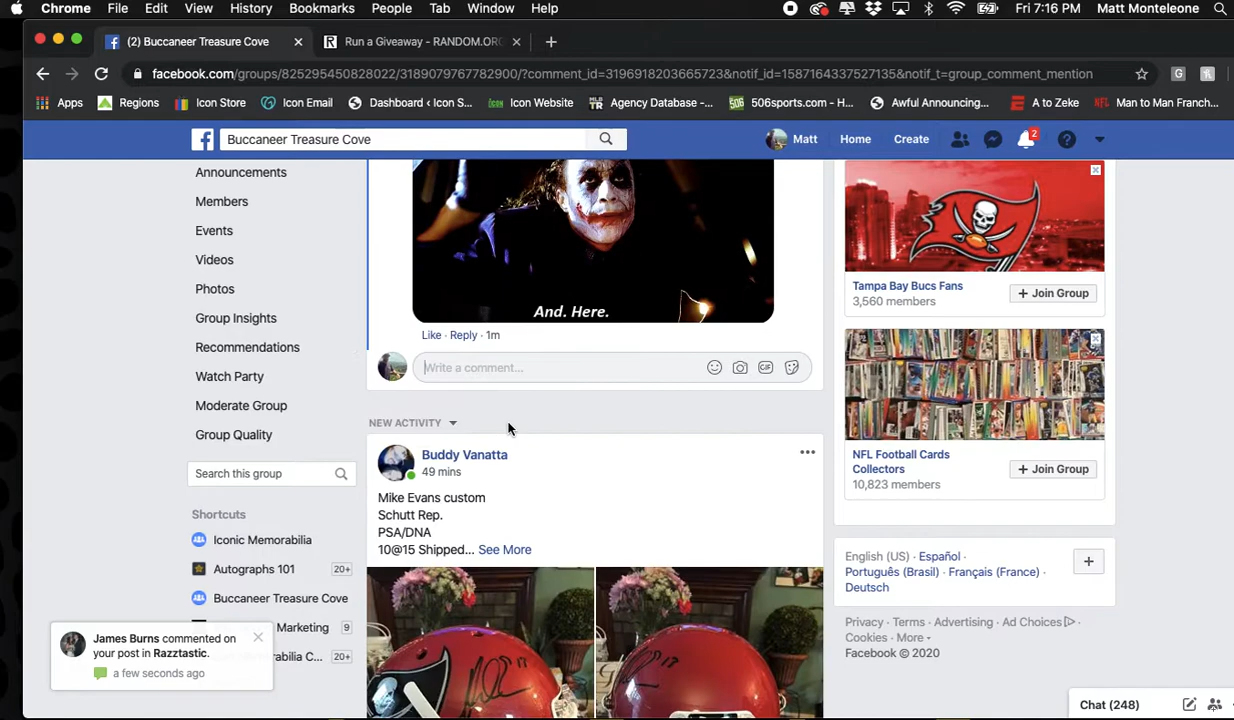 Chrome File Edit View History Bookmarks People Tab Window Help Fri 7:16 PM Matt Monteleone
(2) Buccaneer Treasure Cove × Run a Giveaway - RANDOM.ORG × +
facebook.com/groups/825295450828022/3189079767782900/?comment_id=3196918203665723&notif_id=1587164337527135&notif_t=group_comment_mention
Apps Regions Icon Store Icon Email Dashboard ‹ Icon S... Icon Website Agency Database -... 506sports.com - H... Awful Announcing... A to Zeke Man to Man Franch...
Buccaneer Treasure Cove Matt Home Create 2
Announcements
Members
Events
Videos
Photos
Group Insights
Recommendations
Watch Party
Moderate Group
Group Quality
Search this group
Shortcuts
Iconic Memorabilia
Autographs 101 20+
Buccaneer Treasure Cove
Marketing 9
20+
James Burns commented on
your post in Razztastic.
a few seconds ago
And. Here.
Like · Reply · 1m
Write a comment...
GIF
NEW ACTIVITY
Buddy Vanatta
49 mins
Mike Evans custom
Schutt Rep.
PSA/DNA
10@15 Shipped... See More
Tampa Bay Bucs Fans
3,560 members
+ Join Group
NFL Football Cards
Collectors
10,823 members
+ Join Group
English (US) · Español ·
Português (Brasil) · Français (France) ·
Deutsch
Privacy · Terms · Advertising · Ad Choices ·
Cookies · More
Facebook © 2020
Chat (248)